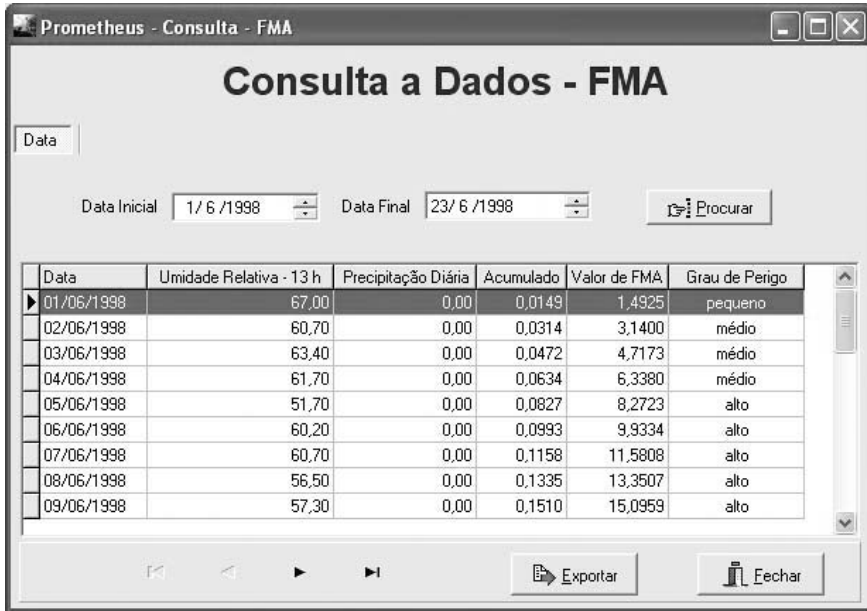 Prometheus - Consulta - FMA
Consulta a Dados - FMA
Data
Data Inicial 1/ 6 /1998 Data Final 23/ 6 /1998 Procurar
Data Umidade Relativa - 13 h Precipitação Diária Acumulado Valor de FMA Grau de Perigo
01/06/1998 67,00 0,00 0,0149 1,4925 pequeno
02/06/1998 60,70 0,00 0,0314 3,1400 médio
03/06/1998 63,40 0,00 0,0472 4,7173 médio
04/06/1998 61,70 0,00 0,0634 6,3380 médio
05/06/1998 51,70 0,00 0,0827 8,2723 alto
06/06/1998 60,20 0,00 0,0993 9,9334 alto
07/06/1998 60,70 0,00 0,1158 11,5808 alto
08/06/1998 56,50 0,00 0,1335 13,3507 alto
09/06/1998 57,30 0,00 0,1510 15,0959 alto
Exportar Fechar